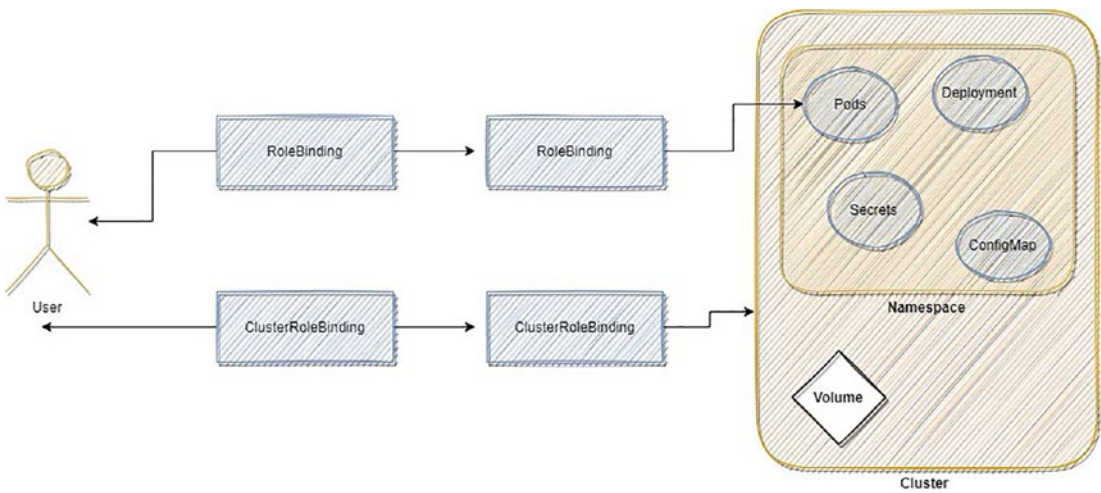 Pods
Deployment
RoleBinding
RoleBinding
Secrets
ConfigMap
User
Namespace
ClusterRoleBinding
ClusterRoleBinding
Volume
Cluster